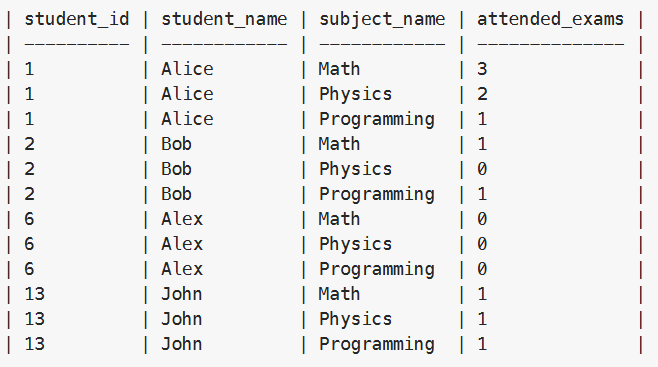 | student_id | student_name | subject_name | attended_exams |
| —————————— | ———————————— | ———————————— | —————————————— |
| 1          | Alice        | Math         | 3              |
| 1          | Alice        | Physics      | 2              |
| 1          | Alice        | Programming  | 1              |
| 2          | Bob          | Math         | 1              |
| 2          | Bob          | Physics      | 0              |
| 2          | Bob          | Programming  | 1              |
| 6          | Alex         | Math         | 0              |
| 6          | Alex         | Physics      | 0              |
| 6          | Alex         | Programming  | 0              |
| 13         | John         | Math         | 1              |
| 13         | John         | Physics      | 1              |
| 13         | John         | Programming  | 1              |